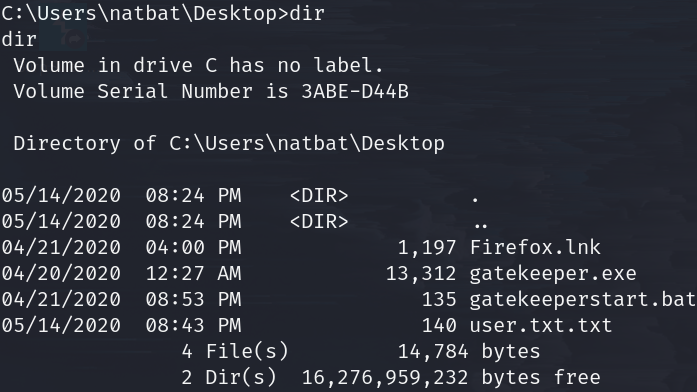 C:\Users\natbat\Desktop>dir
dir
 Volume in drive C has no label.
 Volume Serial Number is 3ABE-D44B

 Directory of C:\Users\natbat\Desktop

05/14/2020  08:24 PM    <DIR>          .
05/14/2020  08:24 PM    <DIR>          ..
04/21/2020  04:00 PM             1,197 Firefox.lnk
04/20/2020  12:27 AM            13,312 gatekeeper.exe
04/21/2020  08:53 PM               135 gatekeeperstart.bat
05/14/2020  08:43 PM               140 user.txt.txt
               4 File(s)         14,784 bytes
               2 Dir(s)  16,276,959,232 bytes free